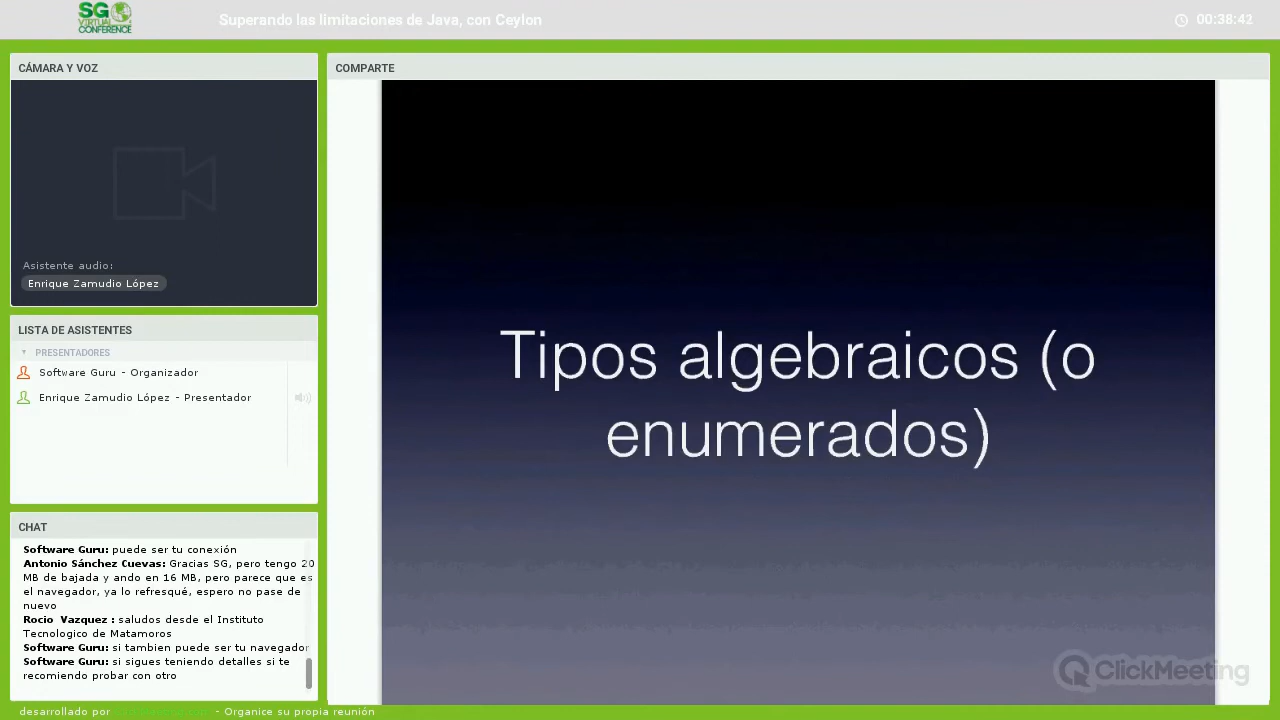 SG
VIRTUAL
CONFERENCE
Superando las limitaciones de Java, con Ceylon
00:38:42
CÁMARA Y VOZ
Asistente audio:
Enrique Zamudio López
LISTA DE ASISTENTES
PRESENTADORES
Software Guru - Organizador
Enrique Zamudio López - Presentador
CHAT
Software Guru: puede ser tu conexión
Antonio Sánchez Cuevas: Gracias SG, pero tengo 20
MB de bajada y ando en 16 MB, pero parece que es
el navegador, ya lo refresqué, espero no pase de
nuevo
Rocio Vazquez : saludos desde el Instituto
Tecnologico de Matamoros
Software Guru: si tambien puede ser tu navegador
Software Guru: si sigues teniendo detalles si te
recomiendo probar con otro
desarrollado por
- Organice su propia reunión
COMPARTE
Tipos algebraicos (o
enumerados)
ClickMeeting